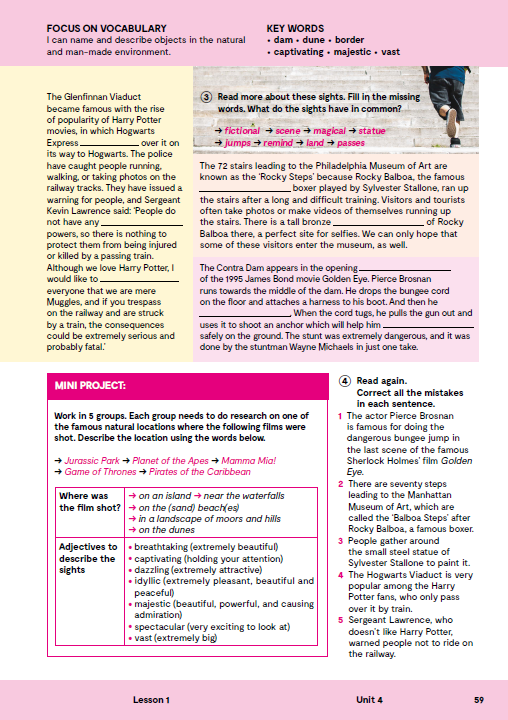 FOCUS ON VOCABULARY
I can name and describe objects in the natural
and man-made environment.
KEY WORDS
• dam • dune • border
• captivating • majestic • vast
The Glenfinnan Viaduct
became famous with the rise
of popularity of Harry Potter
movies, in which Hogwarts
Express ____________ over it on
its way to Hogwarts. The police
have caught people running,
walking, or taking photos on the
railway tracks. They have issued a
warning for people, and Sergeant
Kevin Lawrence said: 'People do
not have any ____________
powers, so there is nothing to
protect them from being injured
or killed by a passing train.
Although we love Harry Potter, I
would like to ____________
everyone that we are mere
Muggles, and if you trespass
on the railway and are struck
by a train, the consequences
could be extremely serious and
probably fatal.'
3 Read more about these sights. Fill in the missing
words. What do the sights have in common?
→ fictional → scene → magical → statue
→ jumps → remind → land → passes
The 72 stairs leading to the Philadelphia Museum of Art are
known as the 'Rocky Steps' because Rocky Balboa, the famous
____________ boxer played by Sylvester Stallone, ran up
the stairs after a long and difficult training. Visitors and tourists
often take photos or make videos of themselves running up
the stairs. There is a tall bronze ____________ of Rocky
Balboa there, a perfect site for selfies. We can only hope that
some of these visitors enter the museum, as well.
The Contra Dam appears in the opening ____________
of the 1995 James Bond movie Golden Eye. Pierce Brosnan
runs towards the middle of the dam. He drops the bungee cord
on the floor and attaches a harness to his boot. And then he
____________. When the cord tugs, he pulls the gun out and
uses it to shoot an anchor which will help him ____________
safely on the ground. The stunt was extremely dangerous, and it was
done by the stuntman Wayne Michaels in just one take.
MINI PROJECT:
Work in 5 groups. Each group needs to do research on one of
the famous natural locations where the following films were
shot. Describe the location using the words below.
→ Jurassic Park → Planet of the Apes → Mamma Mia!
→ Game of Thrones → Pirates of the Caribbean
Where was
the film shot?
→ on an island → near the waterfalls
→ on the (sand) beach(es)
→ in a landscape of moors and hills
→ on the dunes
Adjectives to
describe the
sights
• breathtaking (extremely beautiful)
• captivating (holding your attention)
• dazzling (extremely attractive)
• idyllic (extremely pleasant, beautiful and
peaceful)
• majestic (beautiful, powerful, and causing
admiration)
• spectacular (very exciting to look at)
• vast (extremely big)
4 Read again.
Correct all the mistakes
in each sentence.
1 The actor Pierce Brosnan
is famous for doing the
dangerous bungee jump in
the last scene of the famous
Sherlock Holmes' film Golden
Eye.
2 There are seventy steps
leading to the Manhattan
Museum of Art, which are
called the 'Balboa Steps' after
Rocky Balboa, a famous boxer.
3 People gather around
the small steel statue of
Sylvester Stallone to paint it.
4 The Hogwarts Viaduct is very
popular among the Harry
Potter fans, who only pass
over it by train.
5 Sergeant Lawrence, who
doesn't like Harry Potter,
warned people not to ride on
the railway.
Lesson 1
Unit 4
59